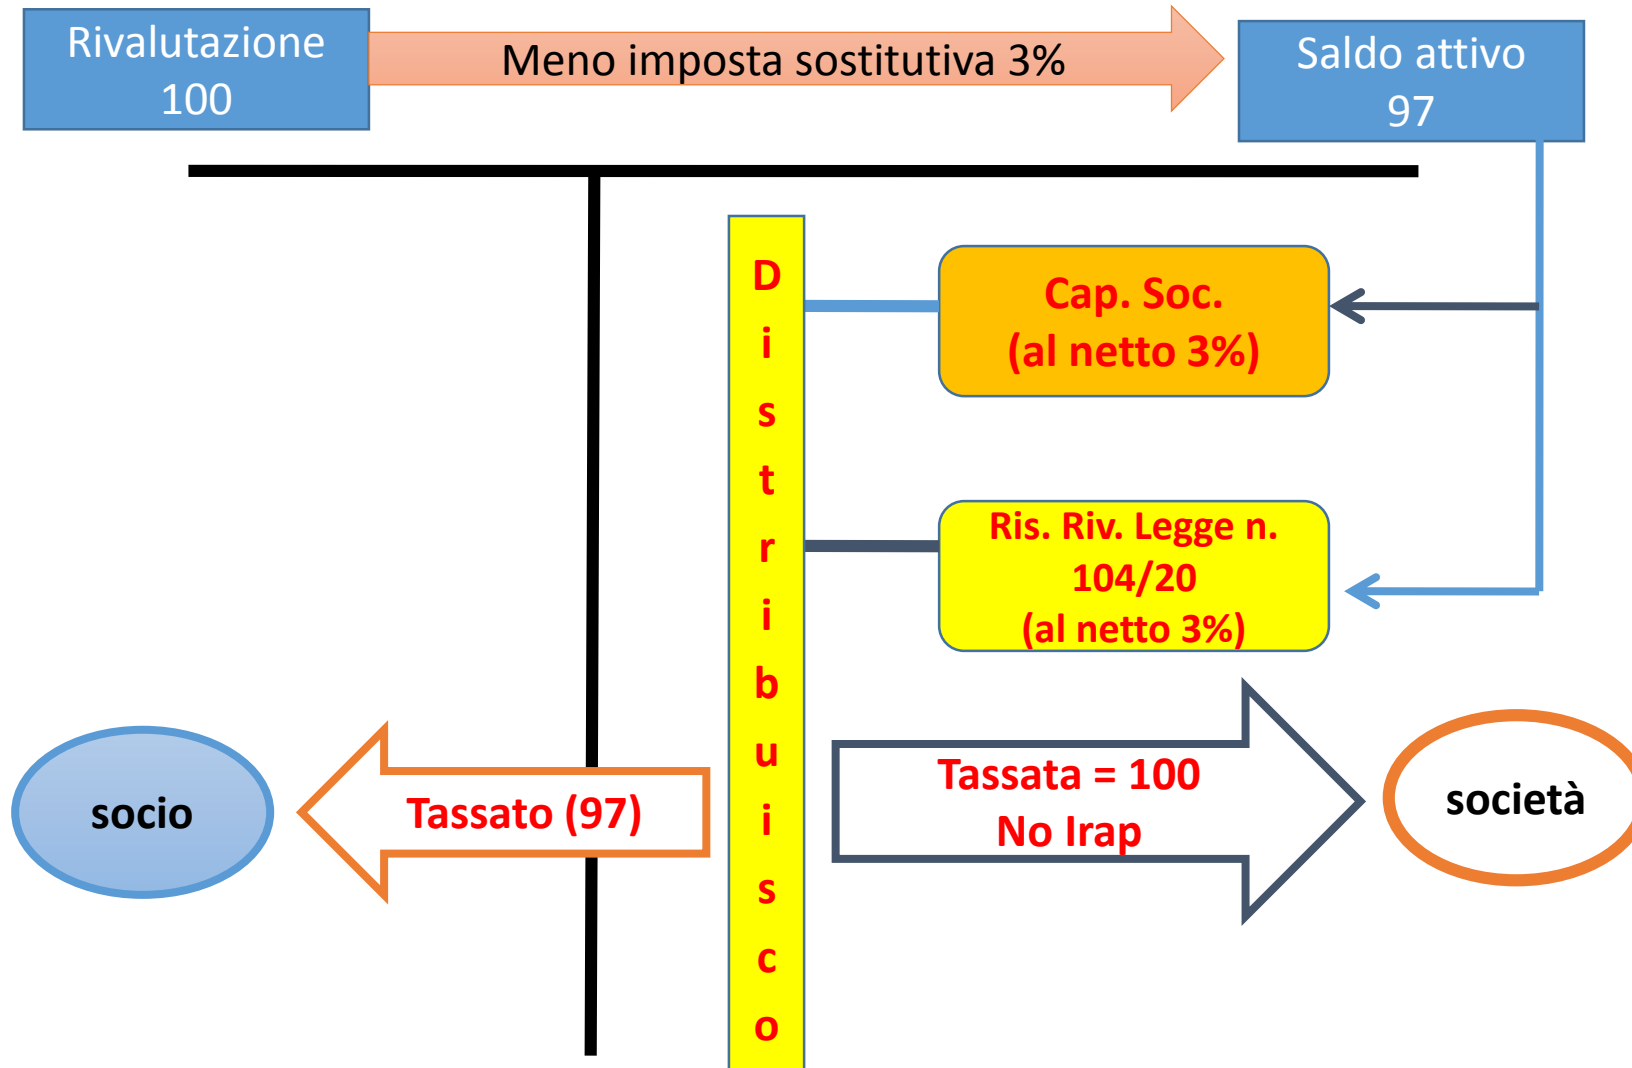 Rivalutazione
100
Meno imposta sostitutiva 3%
Saldo attivo
97
Distribuisco
Cap. Soc.
(al netto 3%)
Ris. Riv. Legge n.
104/20
(al netto 3%)
socio
Tassato (97)
Tassata = 100
No Irap
società